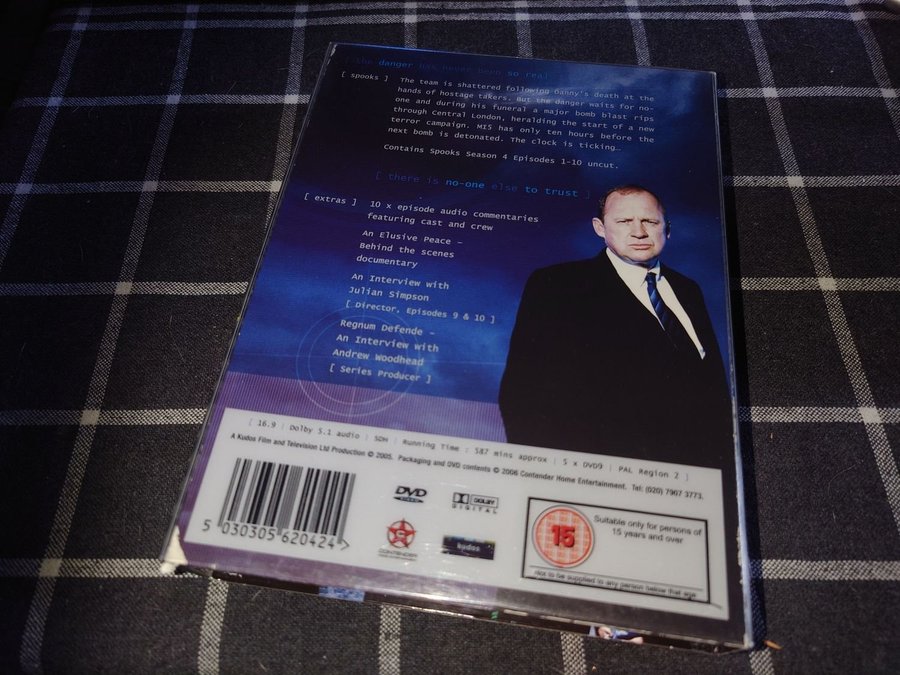 the danger has never been so real
[ spooks ] The team is shattered following Danny's death at the
hands of hostage takers. But the danger waits for no-
one and during his funeral a major bomb blast rips
through Central London, heralding the start of a new
terror campaign. MI5 has only ten hours before the
next bomb is detonated. The clock is ticking…
Contains Spooks Season 4 Episodes 1-10 uncut.
[ there is no-one else to trust ]
[ extras ] 10 x episode audio commentaries
featuring cast and crew
An Elusive Peace –
Behind the scenes
documentary
An Interview with
Julian Simpson
[ Director, Episodes 9 & 10 ]
Regnum Defende –
An Interview with
Andrew Woodhead
[ Series Producer ]
[ 16.9 | Dolby 5.1 audio | SDH | Running Time : 587 mins approx | 5 x DVD9 | PAL Region 2 ]
A Kudos Film and Television Ltd Production © 2005. Packaging and DVD contents © 2006 Contender Home Entertainment. Tel: (020) 7907 3773.
5 030305 620424 >
DVD
VIDEO
DOLBY
DIGITAL
CONTENDER
kudos
15
Suitable only for persons of
15 years and over
Not to be supplied to any person below that age